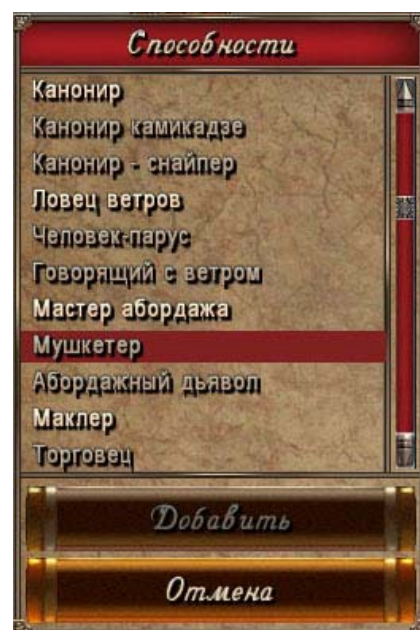 Способности
Канонир
Канонир камикадзе
Канонир - снайпер
Ловец ветров
Человек-парус
Говорящий с ветром
Мастер абордажа
Мушкетер
Абордажный дьявол
Маклер
Торговец
Добавить
Отмена